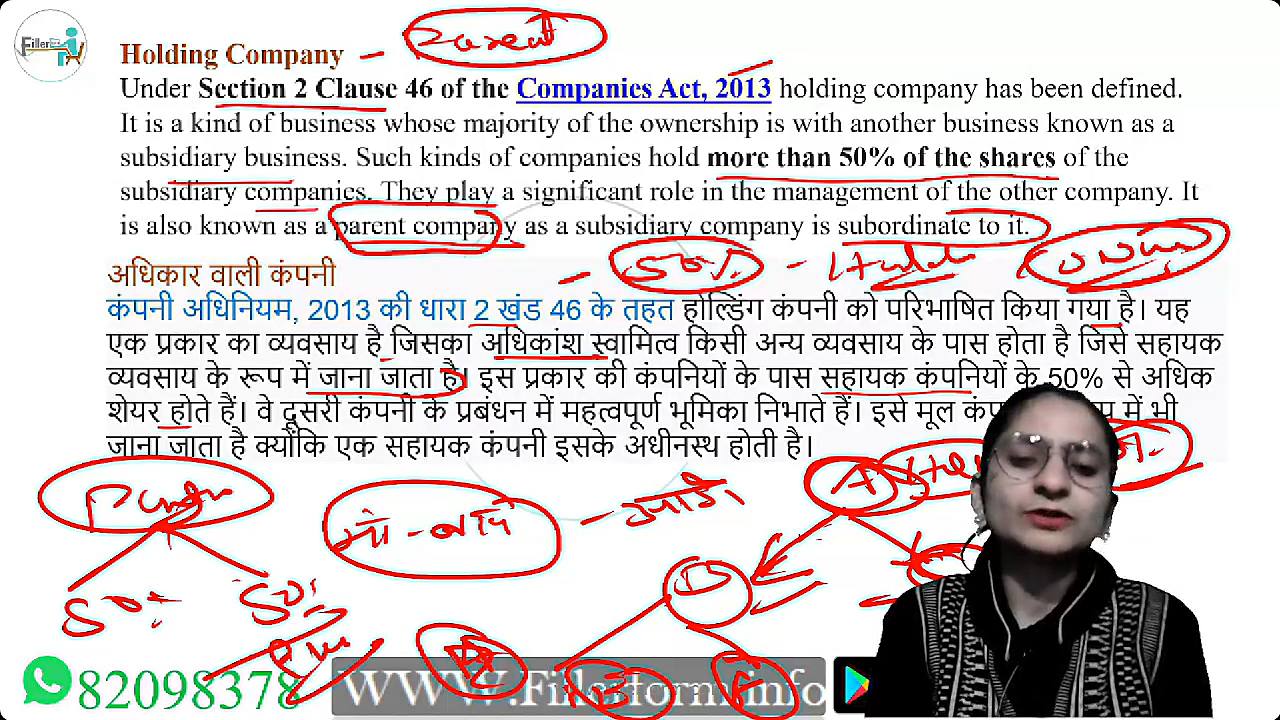 Filler form
Holding Company - Parent
Under Section 2 Clause 46 of the Companies Act, 2013 holding company has been defined.
It is a kind of business whose majority of the ownership is with another business known as a
subsidiary business. Such kinds of companies hold more than 50% of the shares of the
subsidiary companies. They play a significant role in the management of the other company. It
is also known as a parent company as a subsidiary company is subordinate to it.
अधिकार वाली कंपनी
- 50% -
कंपनी अधिनियम, 2013 की धारा 2 खंड 46 के तहत होल्डिंग कंपनी को परिभाषित किया गया है। यह
एक प्रकार का व्यवसाय है जिसका अधिकांश स्वामित्व किसी अन्य व्यवसाय के पास होता है जिसे सहायक
व्यवसाय के रूप में जाना जाता है। इस प्रकार की कंपनियों के पास सहायक कंपनियों के 50% से अधिक
शेयर होते हैं। वे दूसरी कंपनी के प्रबंधन में महत्वपूर्ण भूमिका निभाते हैं। इसे मूल में भी
जाना जाता है क्योंकि एक सहायक कंपनी इसके अधीनस्थ होती है।
माँ-बाप
82098378
WWW.Fillerform.info